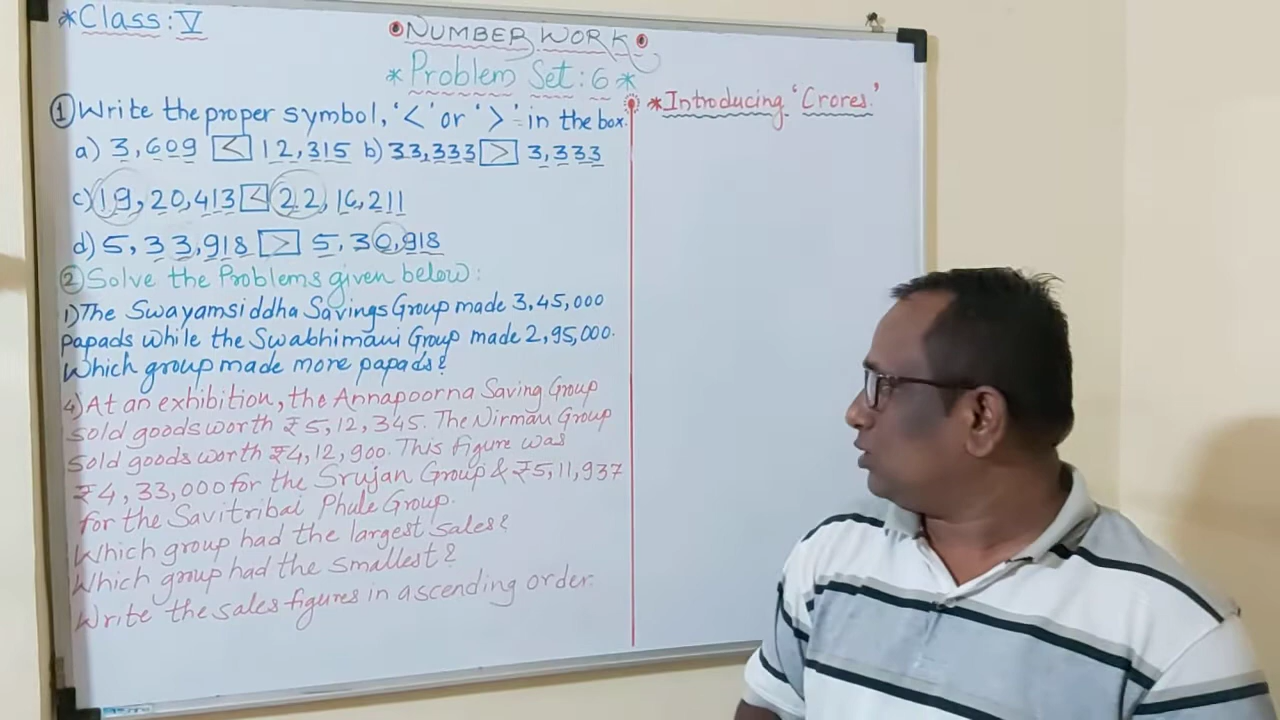 *Class: V
NUMBER WORK
* Problem Set: 6 *
① Write the proper symbol, '<' or '>' in the box.
a) 3,609 < 12,315 b) 33,333 > 3,333
c) 19,20,413 < 22,16,211
d) 5,33,918 > 5,30,918
② Solve the Problems given below:
1) The Swayamsiddha Savings Group made 3,45,000
papads while the Swabhimani Group made 2,95,000.
Which group made more papads?
4) At an exhibition, the Annapoorna Saving Group
sold goods worth ₹5,12,345. The Nirman Group
sold goods worth ₹4,12,900. This figure was
₹4,33,000 for the Srujan Group & ₹5,11,937
for the Savitribai Phule Group.
Which group had the largest sales?
Which group had the smallest?
Write the sales figures in ascending order.
*Introducing 'Crores.'